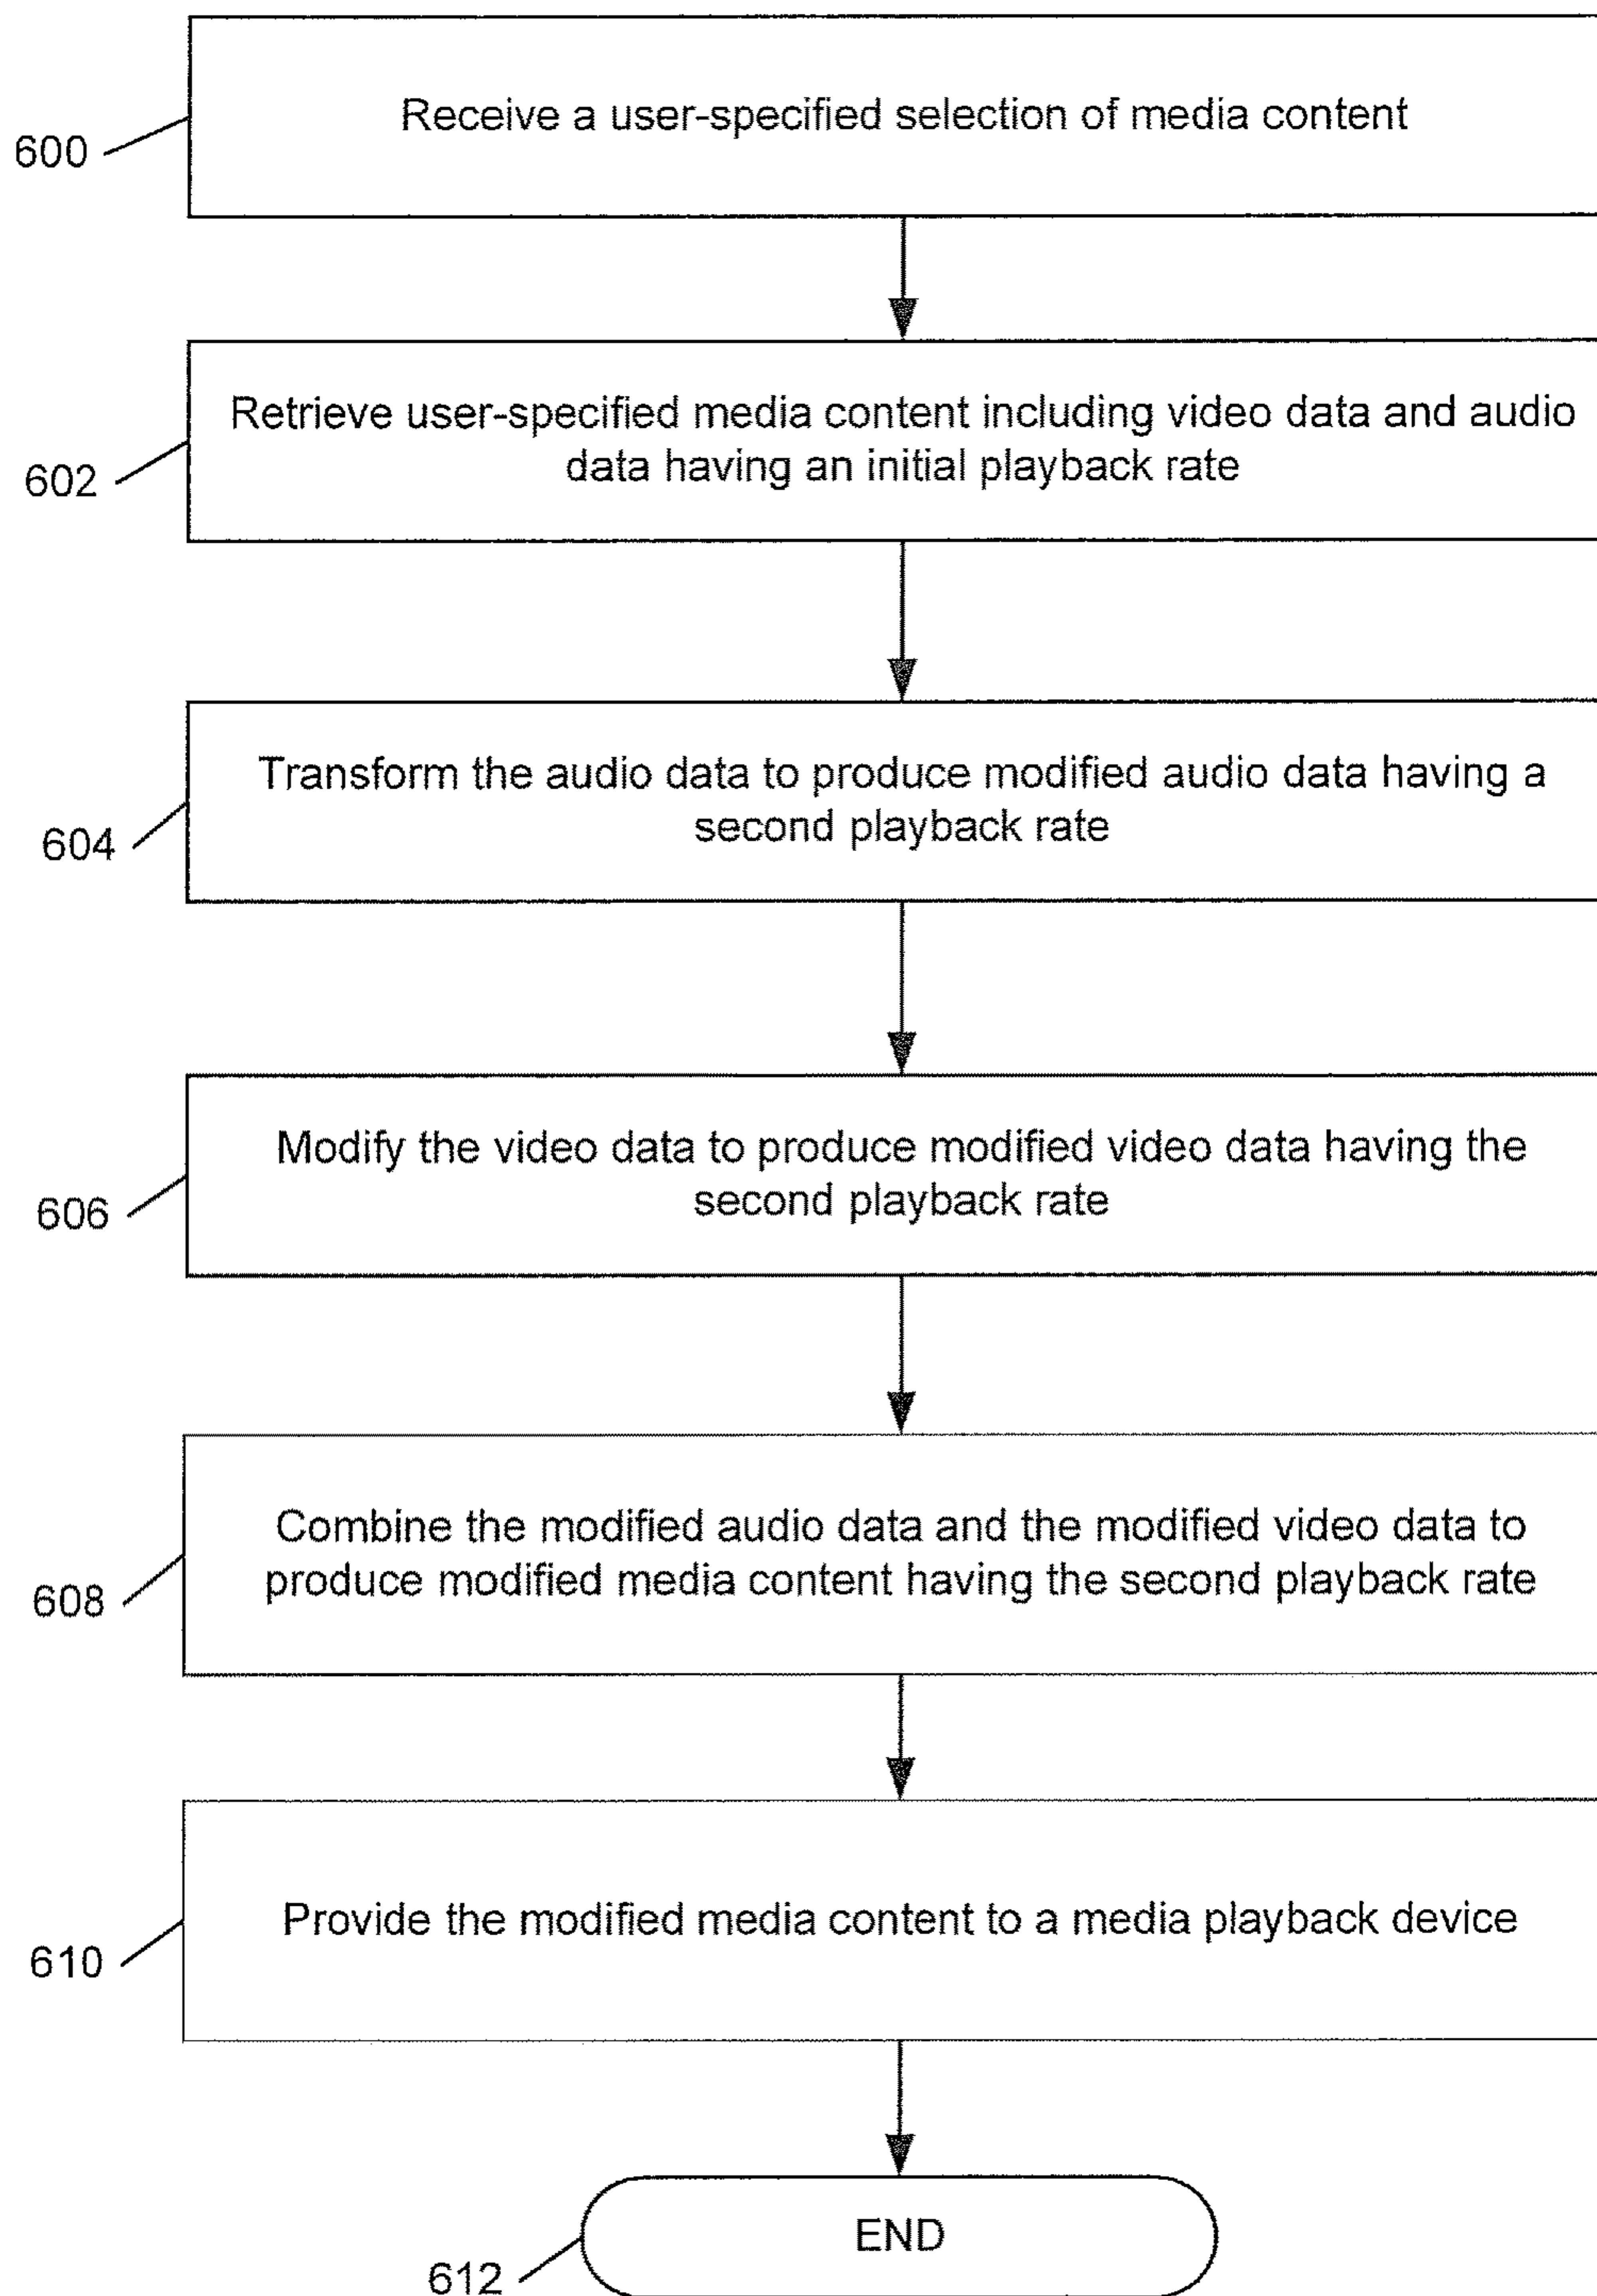 Receive a user-specified selection of media content
600
Retrieve user-specified media content including video data and audio
data having an initial playback rate
602
Transform the audio data to produce modified audio data having a
second playback rate
604
Modify the video data to produce modified video data having the
second playback rate
606
Combine the modified audio data and the modified video data to
produce modified media content having the second playback rate
608
Provide the modified media content to a media playback device
610
END
612